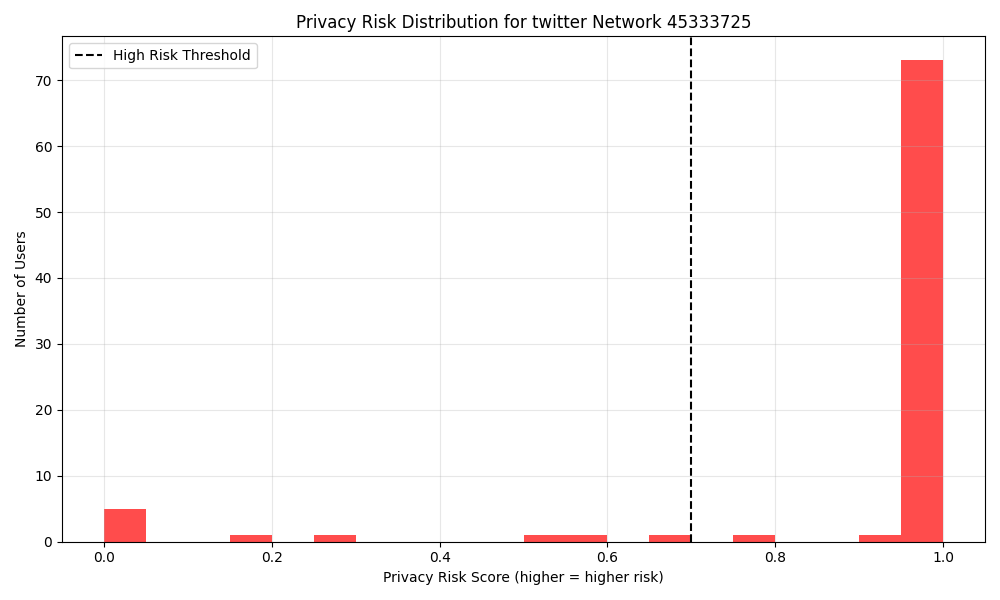 Privacy Risk Distribution for twitter Network 45333725
High Risk Threshold
70
60
50
40
30
20
10
0
Number of Users
0.0 0.2 0.4 0.6 0.8 1.0
Privacy Risk Score (higher = higher risk)